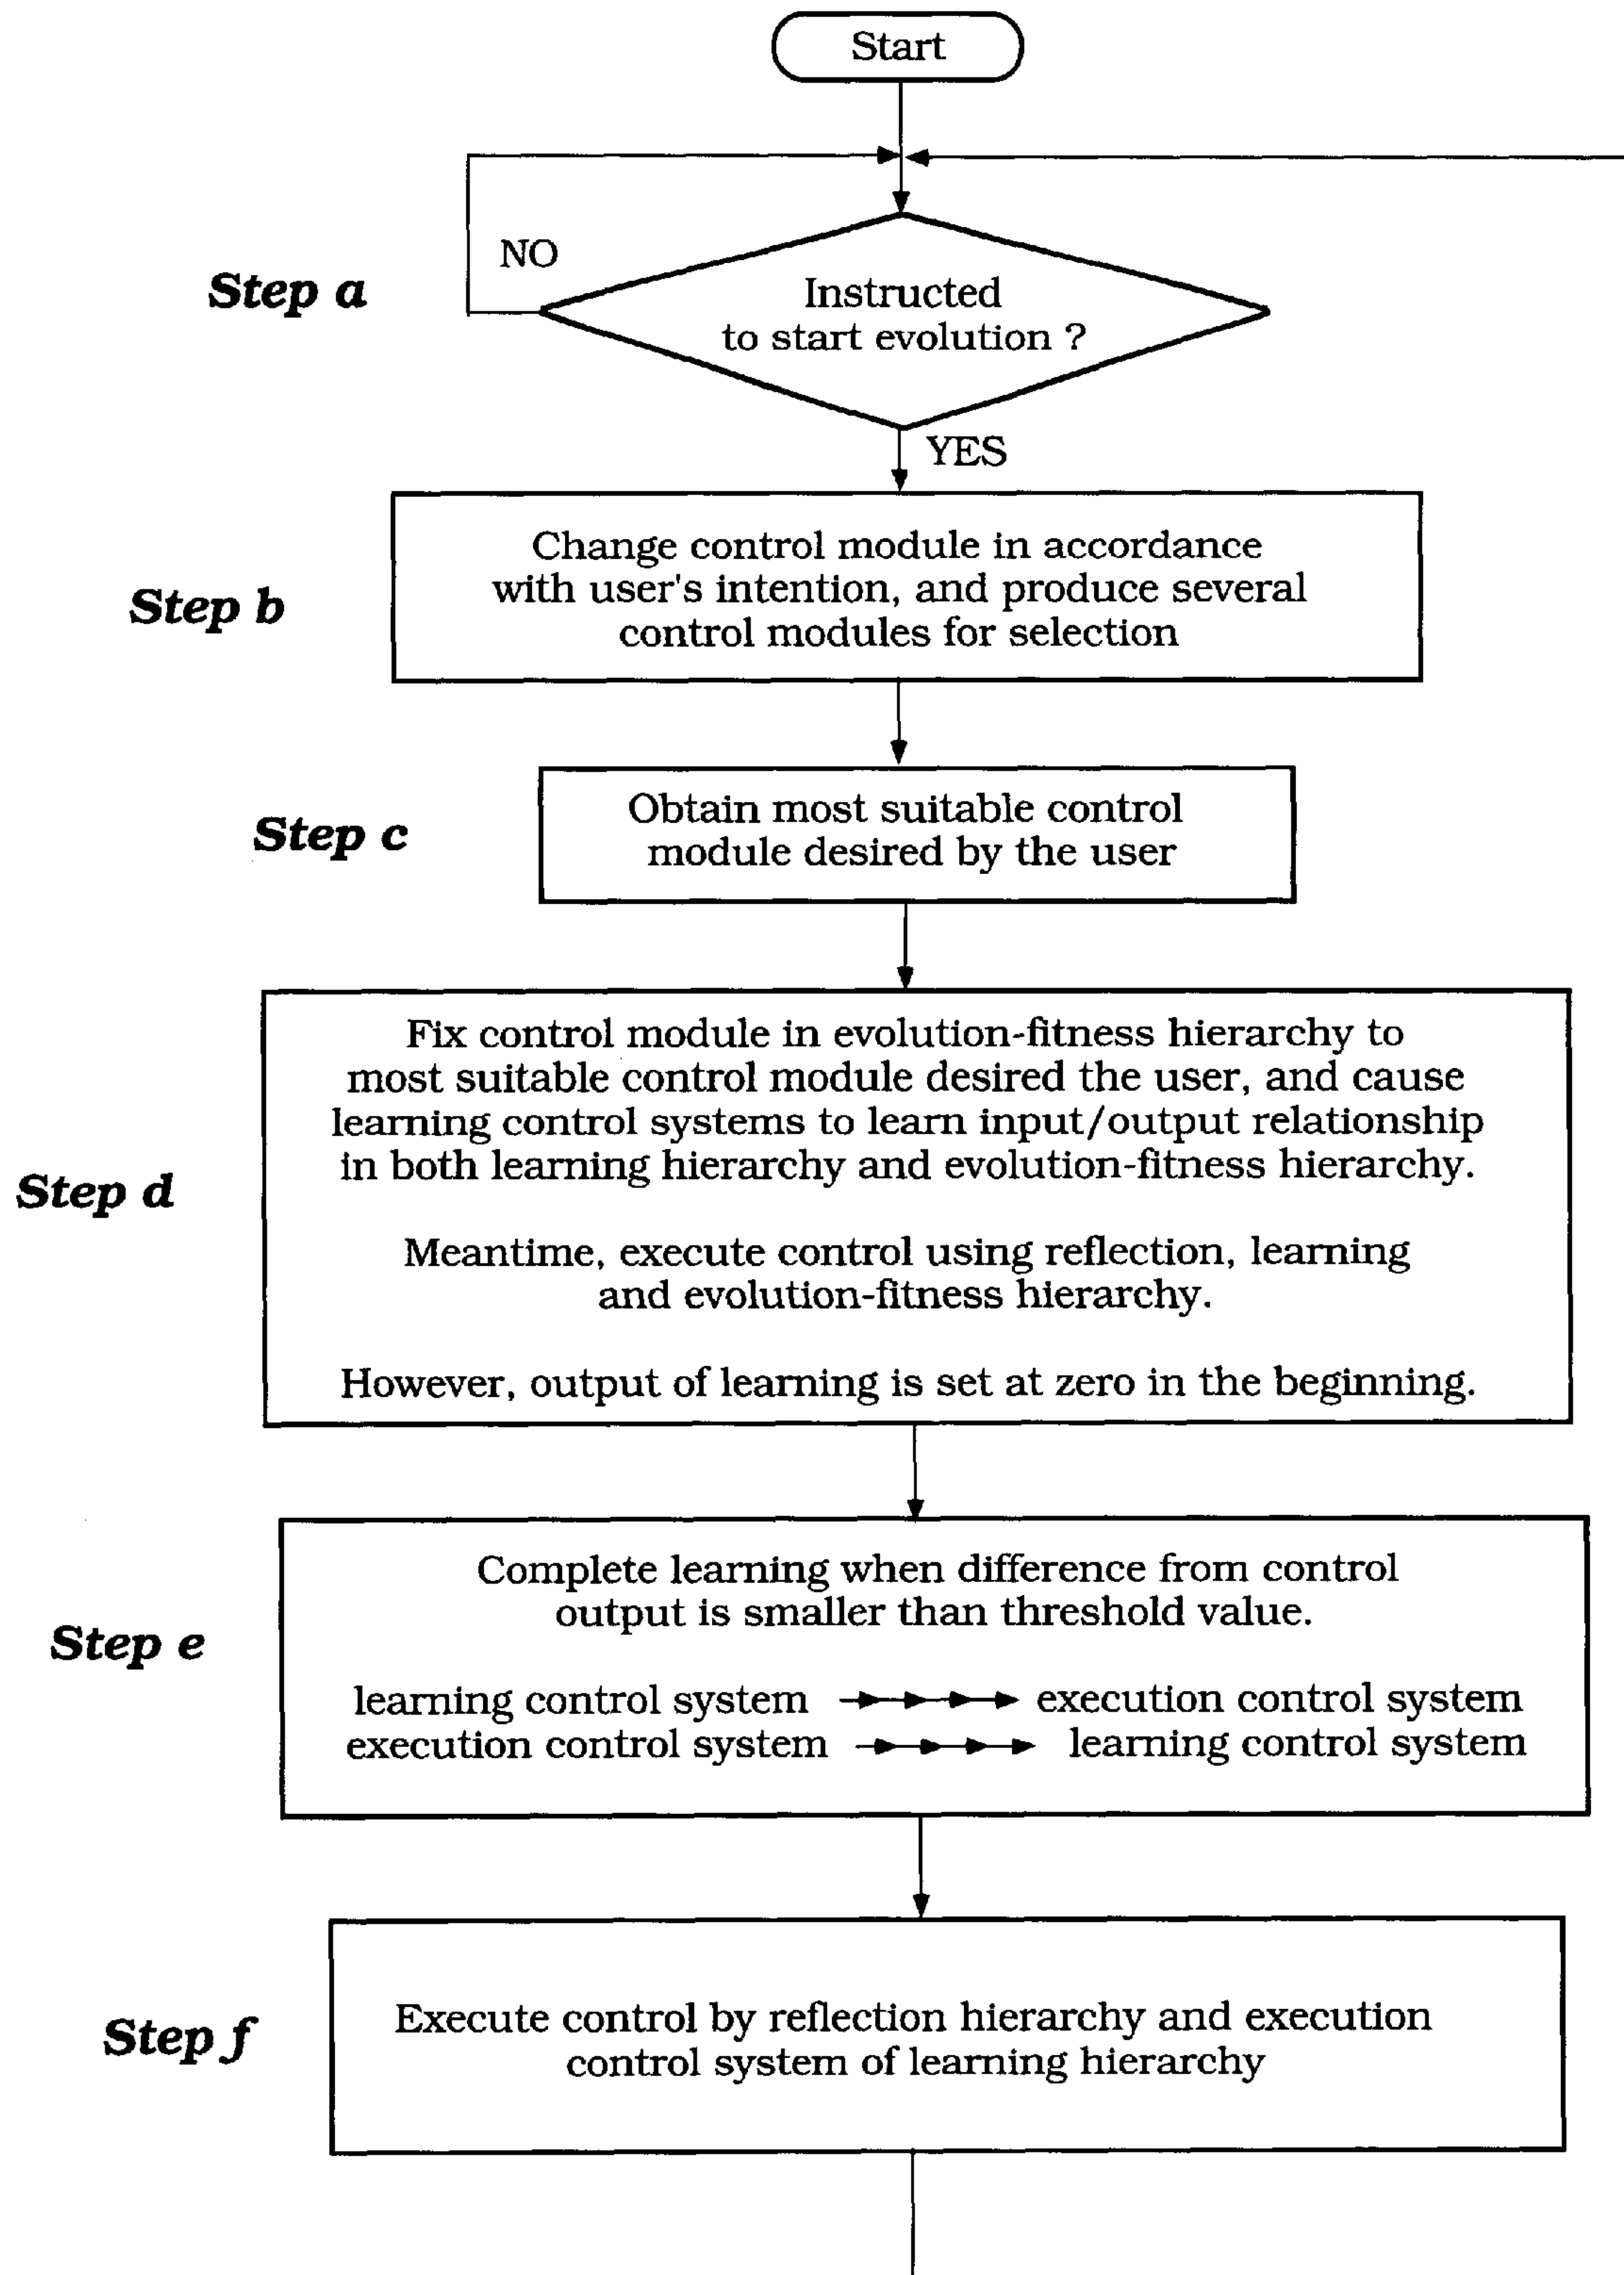 Start
NO
Step a
Instructed
to start evolution ?
YES
Step b
Change control module in accordance
with user's intention, and produce several
control modules for selection
Step c
Obtain most suitable control
module desired by the user
Step d
Fix control module in evolution-fitness hierarchy to
most suitable control module desired the user, and cause
learning control systems to learn input/output relationship
in both learning hierarchy and evolution-fitness hierarchy.
Meantime, execute control using reflection, learning
and evolution-fitness hierarchy.
However, output of learning is set at zero in the beginning.
Step e
Complete learning when difference from control
output is smaller than threshold value.
learning control system execution control system
execution control system learning control system
Step f
Execute control by reflection hierarchy and execution
control system of learning hierarchy